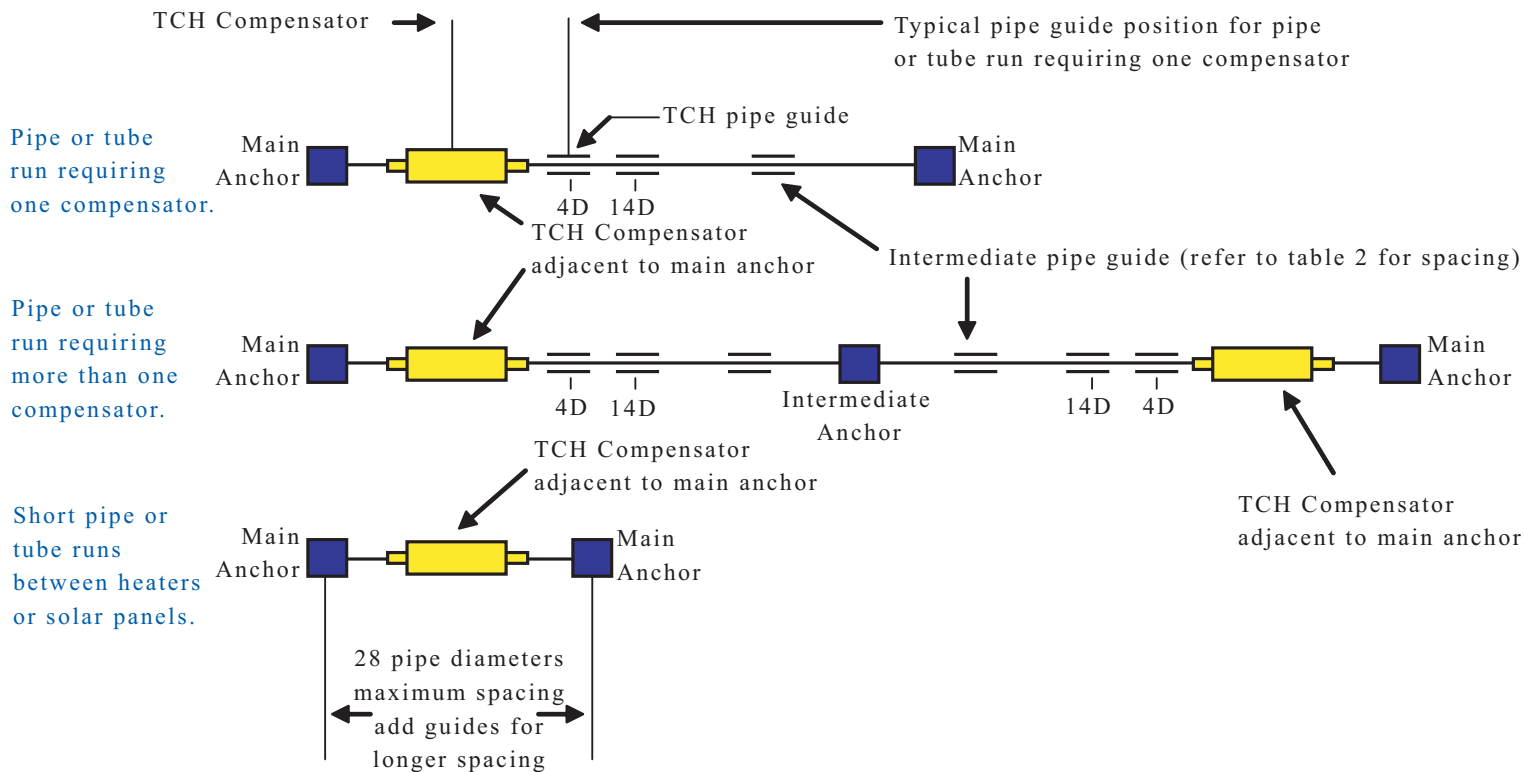 TCH Compensator
Typical pipe guide position for pipe
or tube run requiring one compensator
TCH pipe guide
Pipe or tube
run requiring
one compensator.
Main
Anchor
Main
Anchor
4D
14D
TCH Compensator
adjacent to main anchor
Intermediate pipe guide (refer to table 2 for spacing)
Pipe or tube
run requiring
more than one
compensator.
Main
Anchor
4D
14D
Intermediate
Anchor
14D
4D
Main
Anchor
TCH Compensator
adjacent to main anchor
TCH Compensator
adjacent to main anchor
Short pipe or
tube runs
between heaters
or solar panels.
Main
Anchor
Main
Anchor
28 pipe diameters
maximum spacing
add guides for
longer spacing